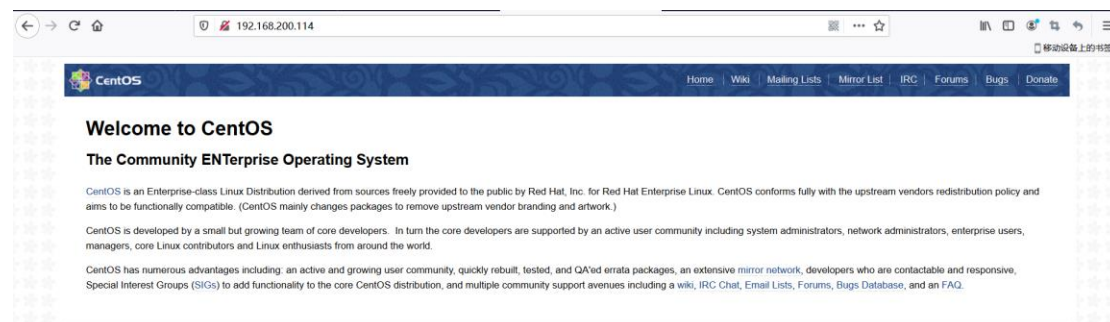 192.168.200.114
移动设备上的书签
CentOS
Home | Wiki | Mailing Lists | Mirror List | IRC | Forums | Bugs | Donate
Welcome to CentOS
The Community ENTerprise Operating System
CentOS is an Enterprise-class Linux Distribution derived from sources freely provided to the public by Red Hat, Inc. for Red Hat Enterprise Linux. CentOS conforms fully with the upstream vendors redistribution policy and
aims to be functionally compatible. (CentOS mainly changes packages to remove upstream vendor branding and artwork.)
CentOS is developed by a small but growing team of core developers. In turn the core developers are supported by an active user community including system administrators, network administrators, enterprise users,
managers, core Linux contributors and Linux enthusiasts from around the world.
CentOS has numerous advantages including: an active and growing user community, quickly rebuilt, tested, and QA'ed errata packages, an extensive mirror network, developers who are contactable and responsive,
Special Interest Groups (SIGs) to add functionality to the core CentOS distribution, and multiple community support avenues including a wiki, IRC Chat, Email Lists, Forums, Bugs Database, and an FAQ.